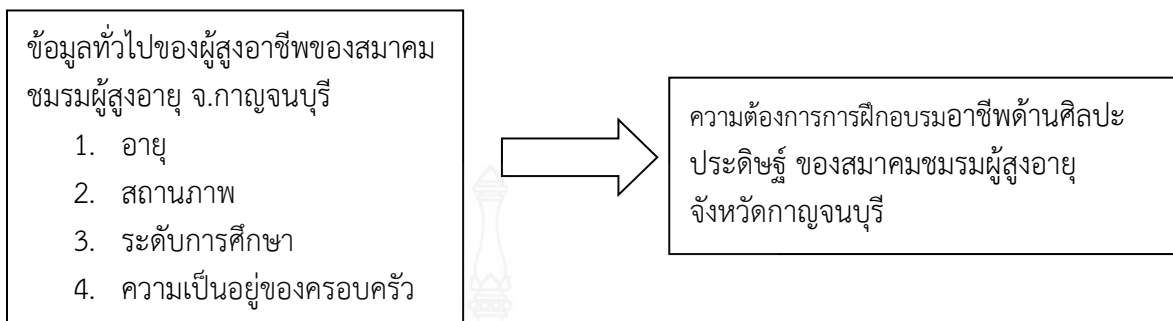 ข้อมูลทั่วไปของผู้สูงอาชีพของสมาคม
ชมรมผู้สูงอายุ จ.กาญจนบุรี
1. อายุ
2. สถานภาพ
3. ระดับการศึกษา
4. ความเป็นอยู่ของครอบครัว
ความต้องการการฝึกอบรมอาชีพด้านศิลปะ
ประดิษฐ์ ของสมาคมชมรมผู้สูงอายุ
จังหวัดกาญจนบุรี